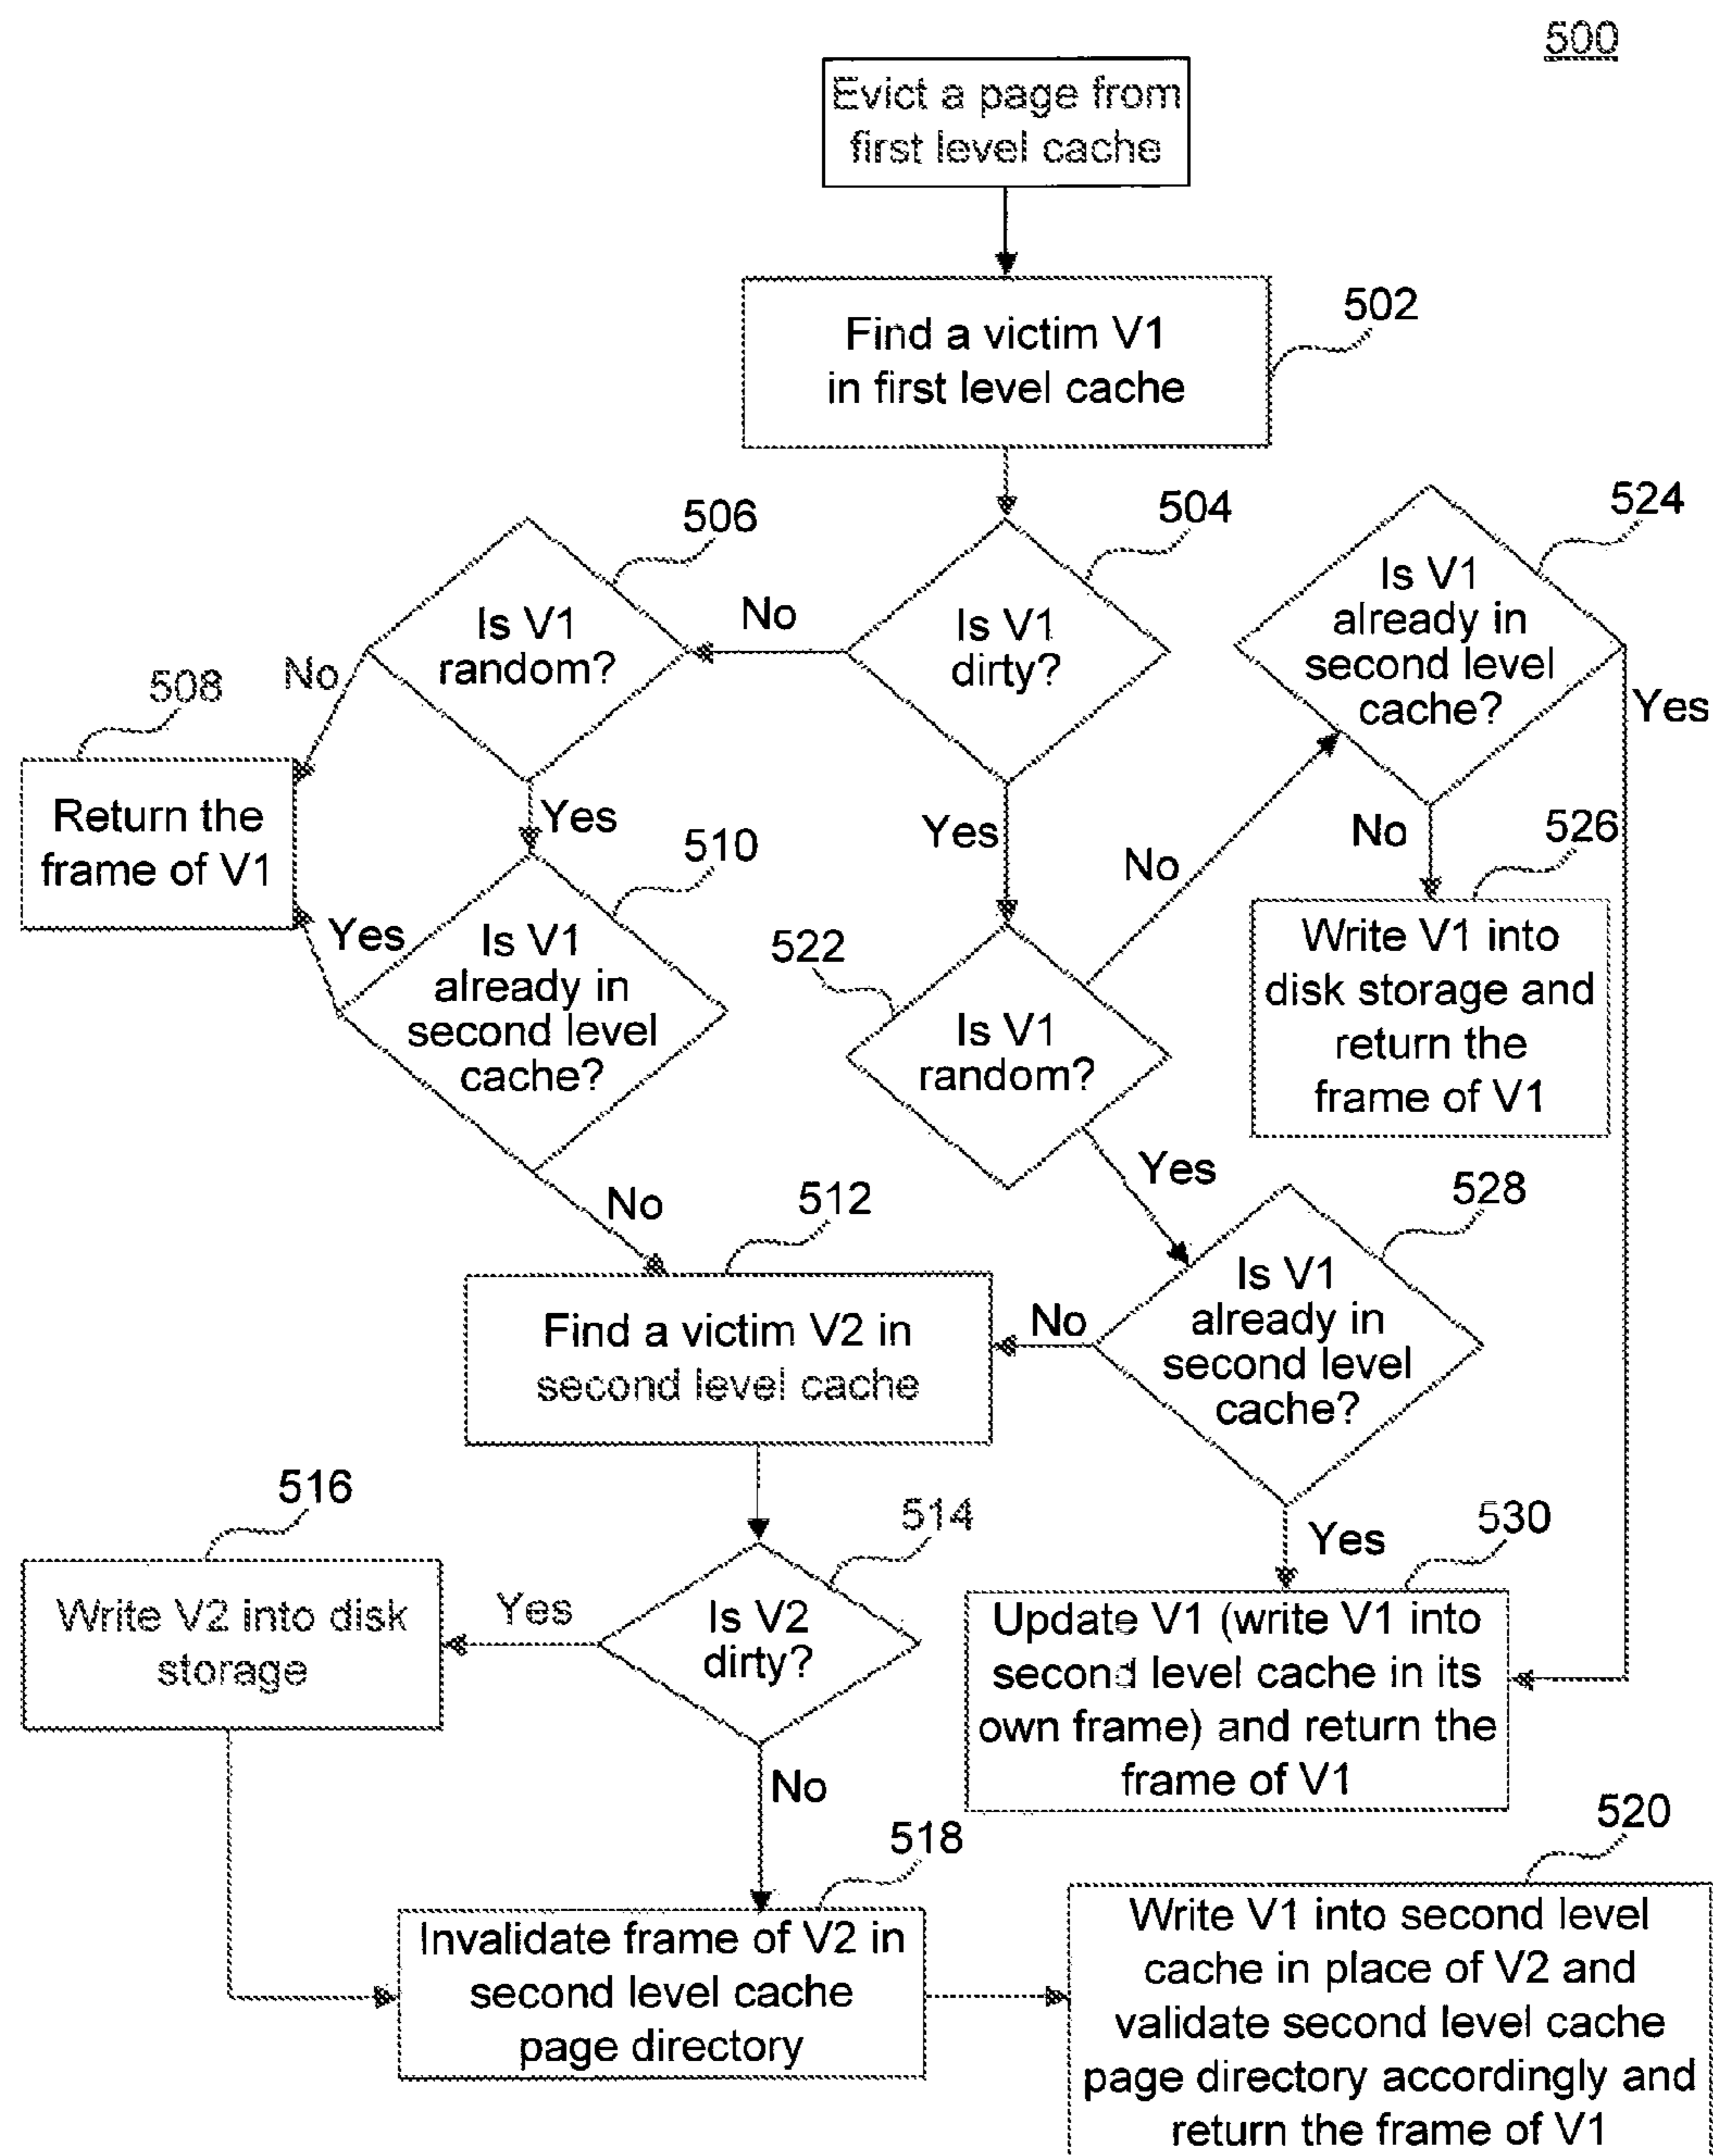 500
Evict a page from
first level cache
502
Find a victim V1
in first level cache
506
504
524
Is V1
random?
No
Is V1
dirty?
Is V1
already in
second level
cache?
508
No
Yes
Return the
frame of V1
Yes
510
Yes
No
No
526
Yes
Is V1
already in
second level
cache?
522
Is V1
random?
Write V1 into
disk storage and
return the
frame of V1
No
512
Yes
528
Find a victim V2 in
second level cache
No
Is V1
already in
second level
cache?
516
514
Yes
530
Write V2 into disk
storage
Yes
Is V2
dirty?
Update V1 (write V1 into
second level cache in its
own frame) and return the
frame of V1
No
518
520
Invalidate frame of V2 in
second level cache
page directory
Write V1 into second level
cache in place of V2 and
validate second level cache
page directory accordingly and
return the frame of V1